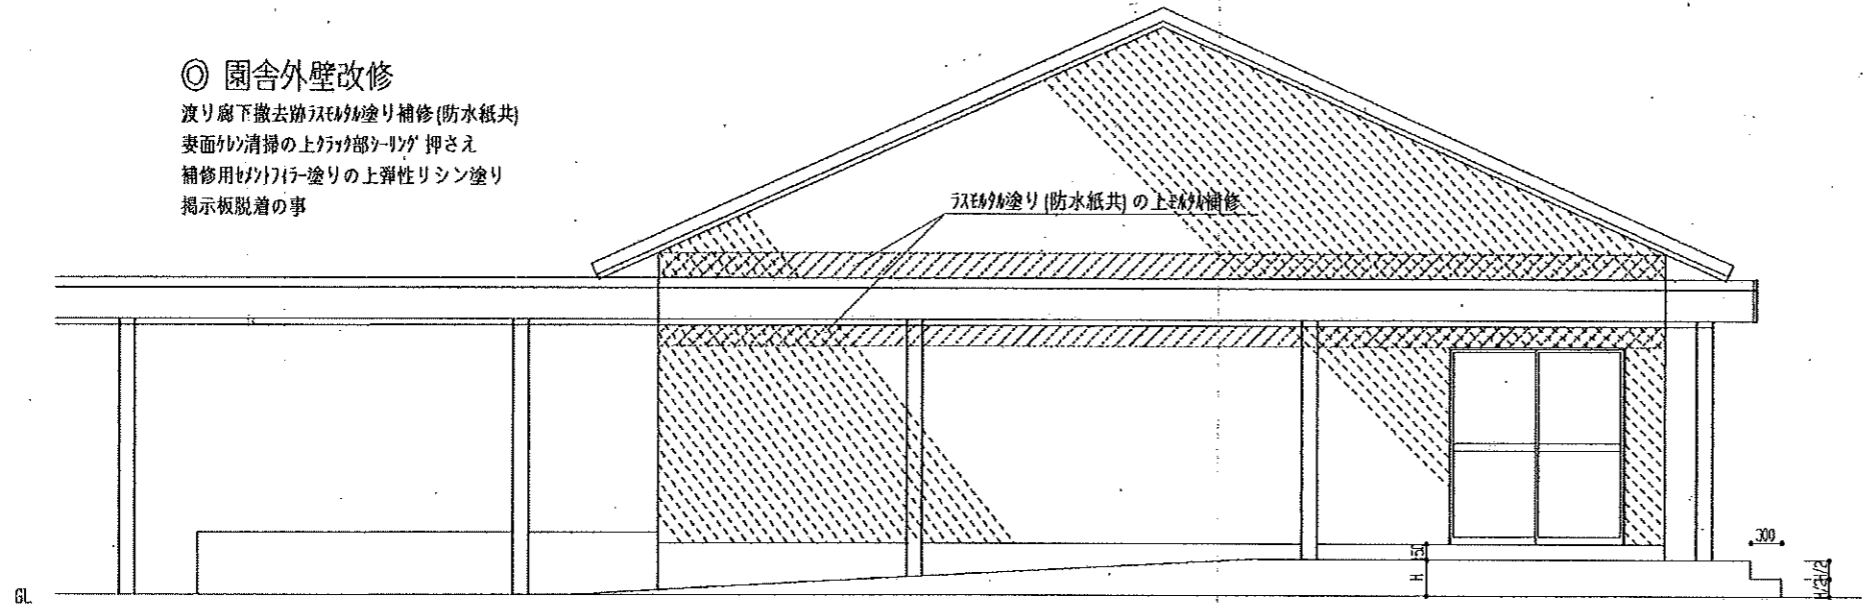 ◎ 園舎外壁改修
渡り廊下撤去跡ﾗｽﾓﾙﾀﾙ塗り補修(防水紙共)
妻面ｹﾚﾝ清掃の上ｸﾗｯｸ部ｼｰﾘﾝｸﾞ押さえ
補修用ｾﾒﾝﾄﾌｨﾗｰ塗りの上弾性リシン塗り
掲示板脱着の事
ﾗｽﾓﾙﾀﾙ塗り(防水紙共)の上ﾓﾙﾀﾙ補修
300
50
H
H/2
H/2
GL